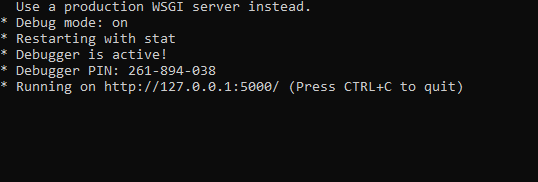 Use a production WSGI server instead.
* Debug mode: on
* Restarting with stat
* Debugger is active!
* Debugger PIN: 261-894-038
* Running on http://127.0.0.1:5000/ (Press CTRL+C to quit)